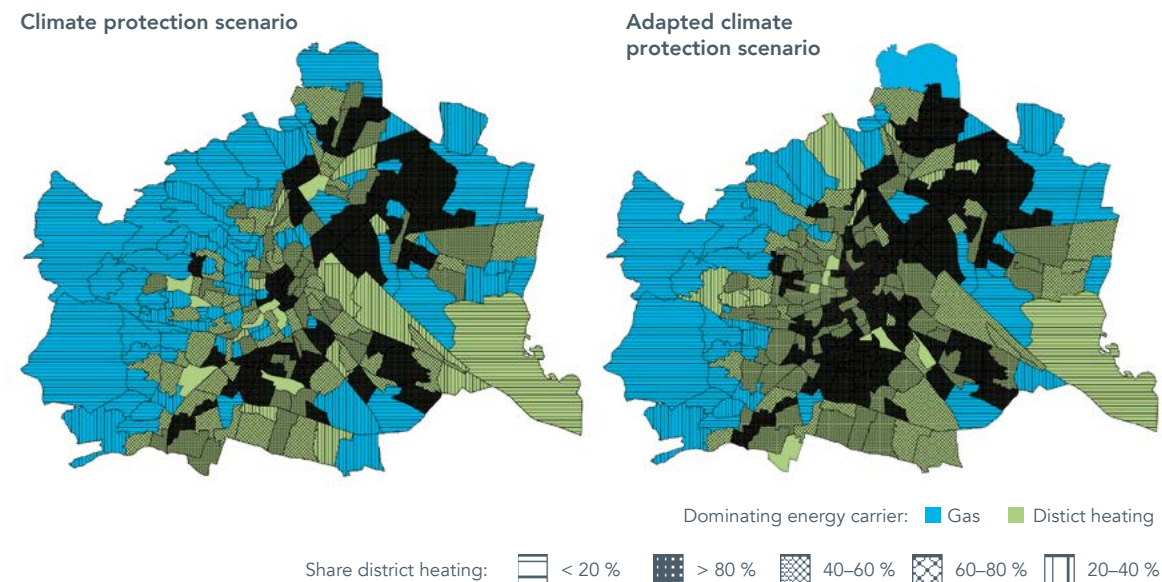 Climate protection scenario
Adapted climate
protection scenario
Dominating energy carrier: Gas Distict heating
Share district heating: < 20 % > 80 % 40–60 % 60–80 % 20–40 %